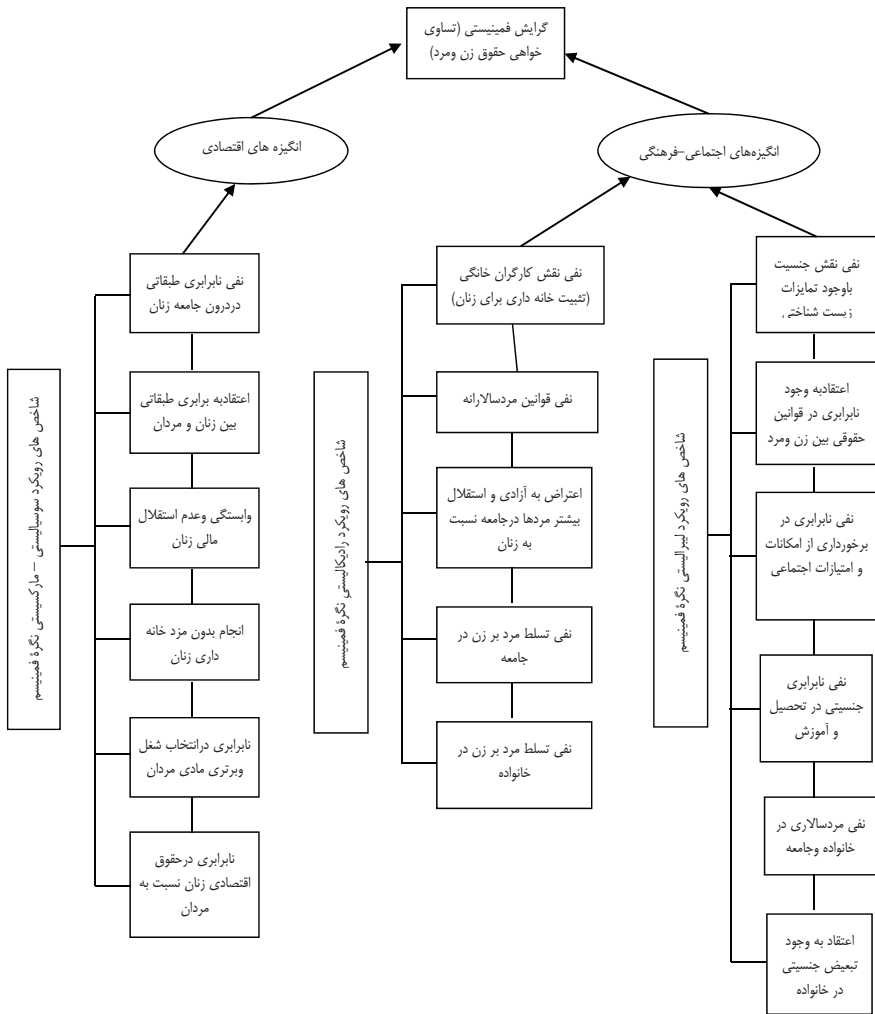 گرایش فمینیستی (تساوی
خواهی حقوق زن ومرد)
انگیزه‌های اجتماعی-فرهنگی
انگیزه های اقتصادی
شاخص های رویکرد لیبرالیستی نگرۀ فمینیسم
نفی نقش جنسیت
باوجود تمایزات
زیست شناختی
اعتقادبه وجود
نابرابری در قوانین
حقوقی بین زن ومرد
نفی نابرابری در
برخورداری از امکانات
و امتیازات اجتماعی
نفی نابرابری
جنسیتی در تحصیل
و آموزش
نفی مردسالاری در
خانواده وجامعه
اعتقاد به وجود
تبعیض جنسیتی
در خانواده
شاخص های رویکرد رادیکالیستی نگرۀ فمینیسم
نفی نقش کارگران خانگی
(تثبیت خانه داری برای زنان)
نفی قوانین مردسالارانه
اعتراض به آزادی و استقلال
بیشتر مردها درجامعه نسبت
به زنان
نفی تسلط مرد بر زن در
جامعه
نفی تسلط مرد بر زن در
خانواده
شاخص های رویکرد سوسیالیستی – مارکسیستی نگرۀ فمینیسم
نفی نابرابری طبقاتی
دردرون جامعه زنان
اعتقادبه برابری طبقاتی
بین زنان و مردان
وابستگی وعدم استقلال
مالی زنان
انجام بدون مزد خانه
داری زنان
نابرابری درانتخاب شغل
وبرتری مادی مردان
نابرابری درحقوق
اقتصادی زنان نسبت به
مردان